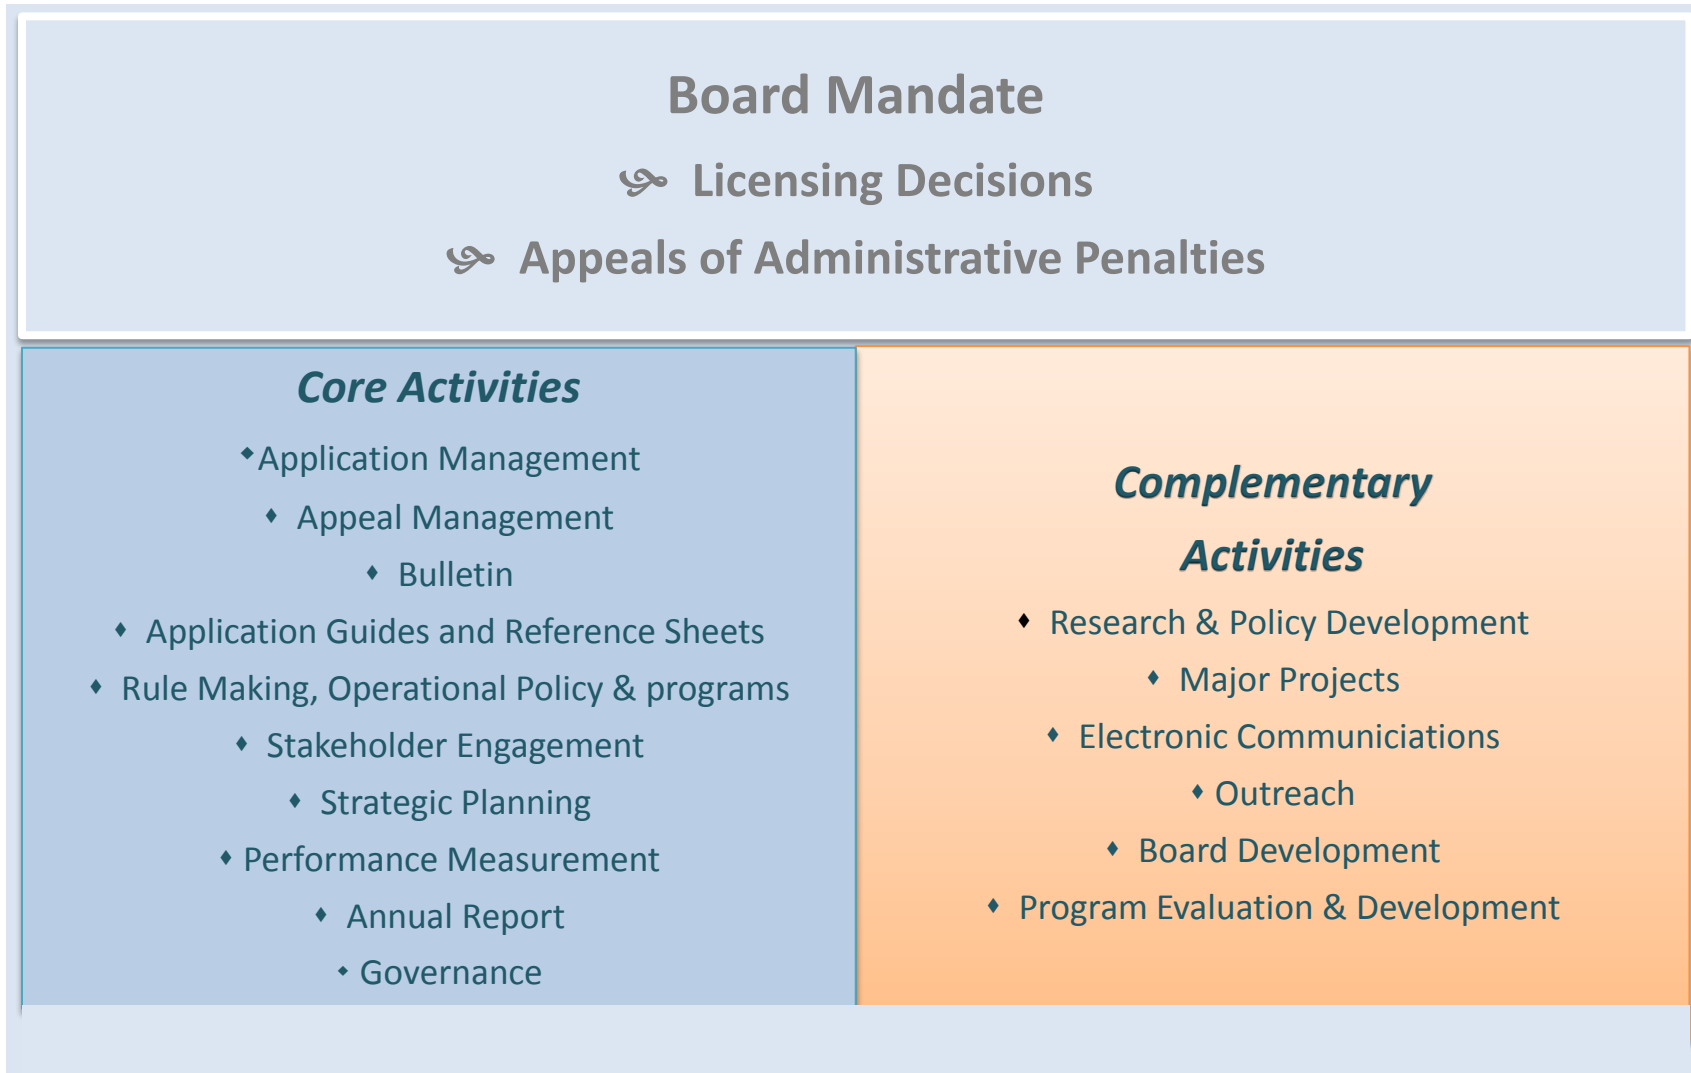 Board Mandate
Licensing Decisions
Appeals of Administrative Penalties
Core Activities
Application Management
Appeal Management
Bulletin
Application Guides and Reference Sheets
Rule Making, Operational Policy & programs
Stakeholder Engagement
Strategic Planning
Performance Measurement
Annual Report
Governance
Complementary
Activities
Research & Policy Development
Major Projects
Electronic Communiciations
Outreach
Board Development
Program Evaluation & Development